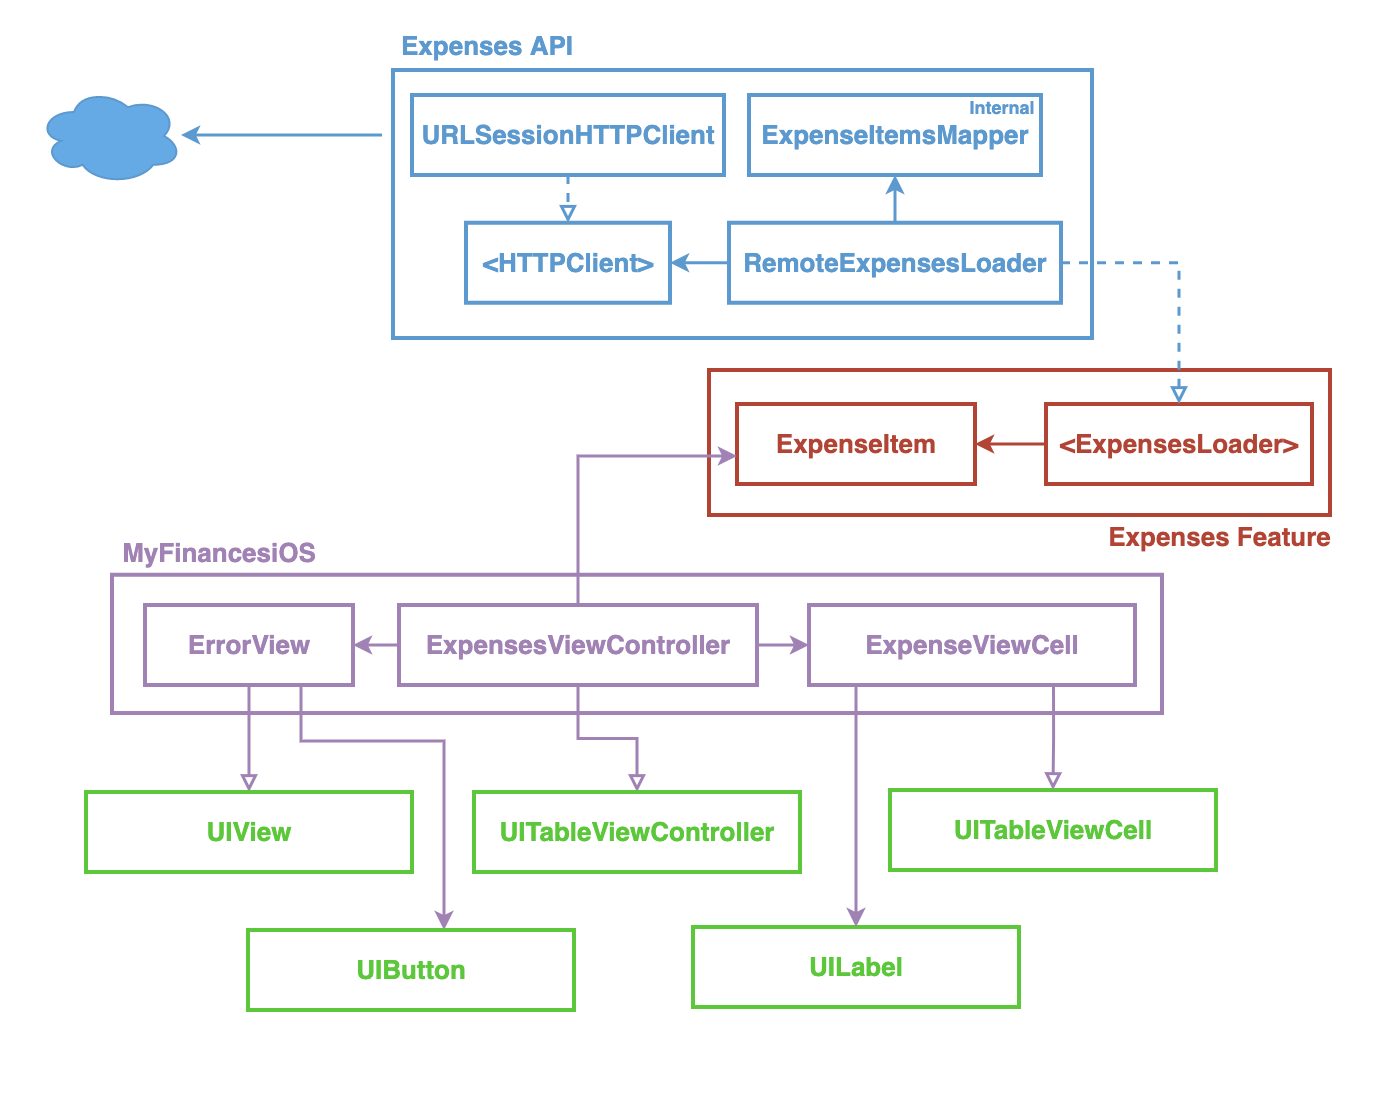 Expenses API
Internal
URLSessionHTTPClient
ExpenseItemsMapper
<HTTPClient>
RemoteExpensesLoader
ExpenseItem
<ExpensesLoader>
Expenses Feature
MyFinancesiOS
ErrorView
ExpensesViewController
ExpenseViewCell
UIView
UITableViewController
UITableViewCell
UIButton
UILabel